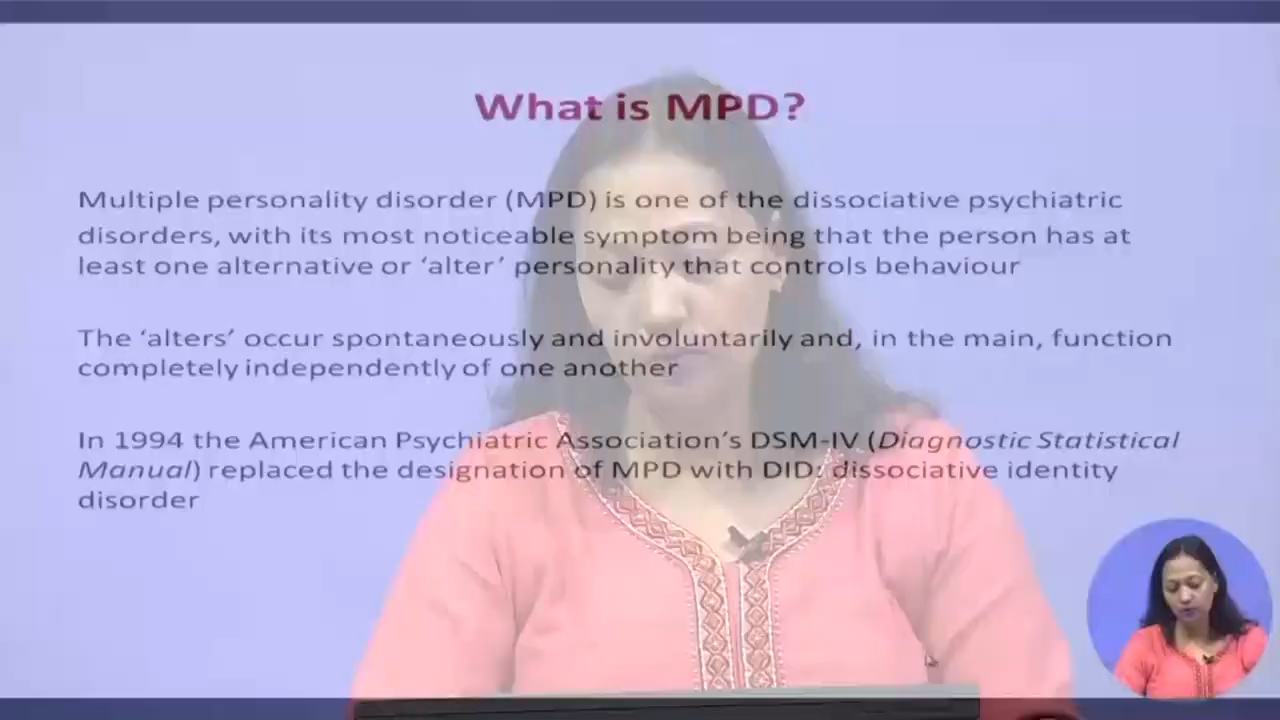 What is MPD?
Multiple personality disorder (MPD) is one of the dissociative psychiatric
disorders, with its most noticeable symptom being that the person has at
least one alternative or ‘alter’ personality that controls behaviour
The ‘alters’ occur spontaneously and involuntarily and, in the main, function
completely independently of one another
In 1994 the American Psychiatric Association’s DSM-IV (Diagnostic Statistical
Manual) replaced the designation of MPD with DID: dissociative identity
disorder